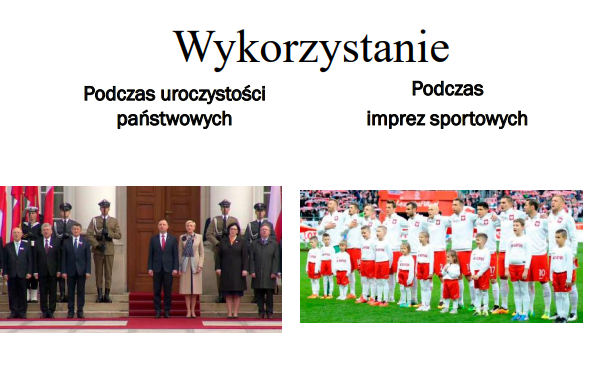 Wykorzystanie
Podczas uroczystości
państwowych
Podczas
imprez sportowych